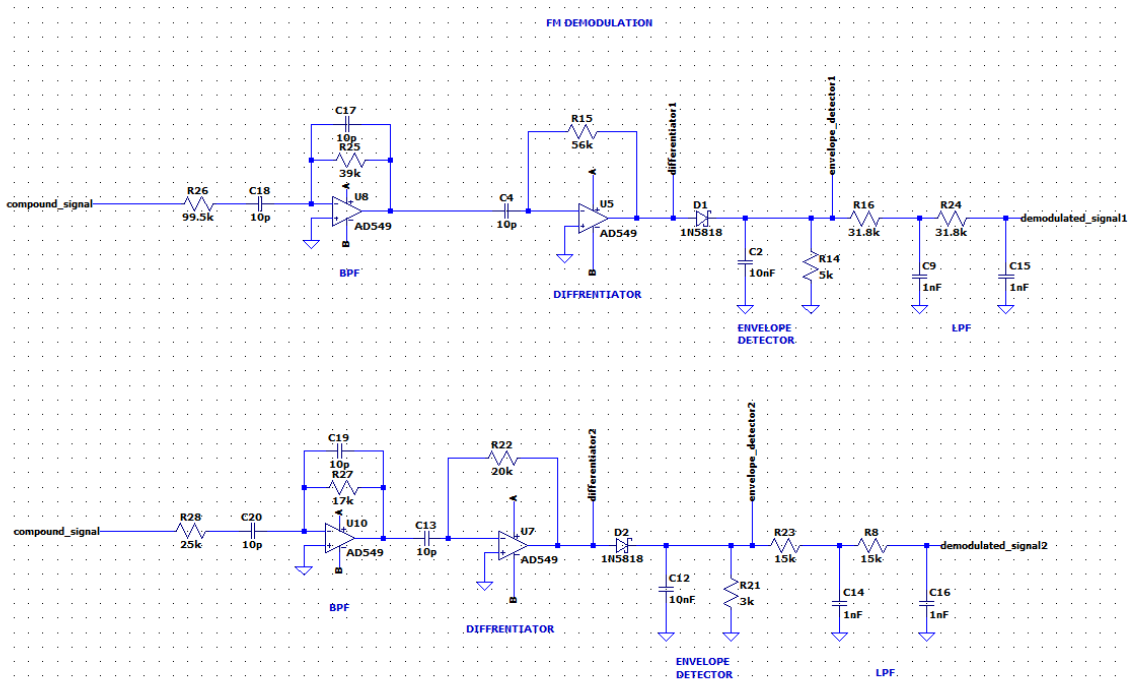 FM DEMODULATION
differentiator1
envelope_detector1
C17
10p
R25
39k
R15
56k
A
A
compound_signal
R26
99.5k
C18
10p
U8
AD549
B
C4
10p
U5
AD549
B
D1
1N5818
R16
31.8k
R24
31.8k
demodulated_signal1
C2
10nF
R14
5k
C9
1nF
C15
1nF
BPF
DIFFRENTIATOR
ENVELOPE
DETECTOR
LPF
differentiator2
envelope_detector2
C19
10p
R27
17k
R22
20k
A
A
compound_signal
R28
25k
C20
10p
U10
AD549
B
C13
10p
U7
AD549
B
D2
1N5818
R23
15k
R8
15k
demodulated_signal2
C12
10nF
R21
3k
C14
1nF
C16
1nF
BPF
DIFFRENTIATOR
ENVELOPE
DETECTOR
LPF